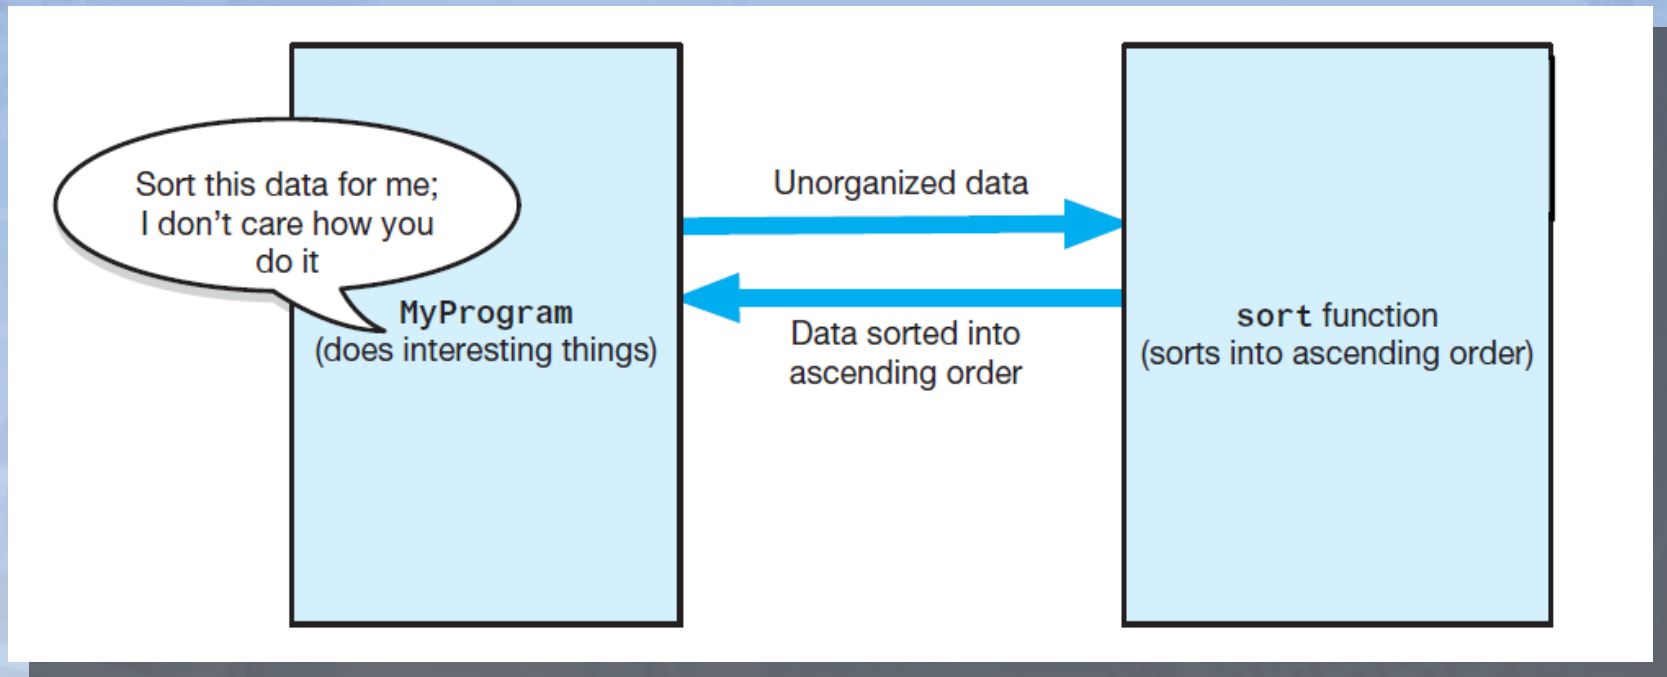 Sort this data for me;
I don't care how you
do it
MyProgram
(does interesting things)
Unorganized data
Data sorted into
ascending order
sort function
(sorts into ascending order)